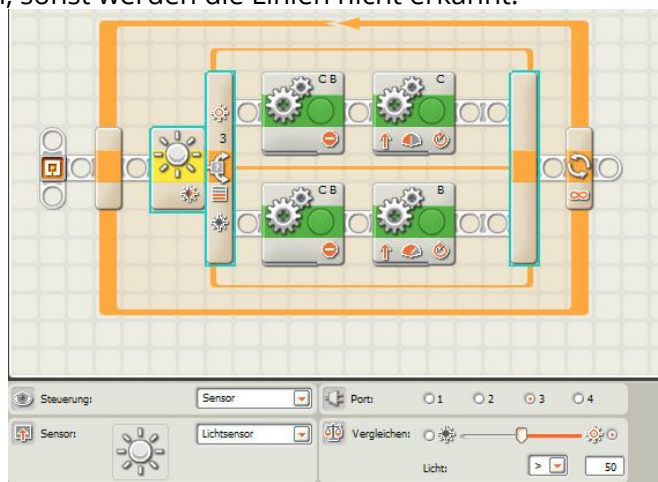 , sonst werden die Linien nicht erkannt.
C B
C
3
C B
B
Steuerung:
Sensor
Port:
1
2
3
4
Sensor:
Lichtsensor
Vergleichen:
Licht:
>
50